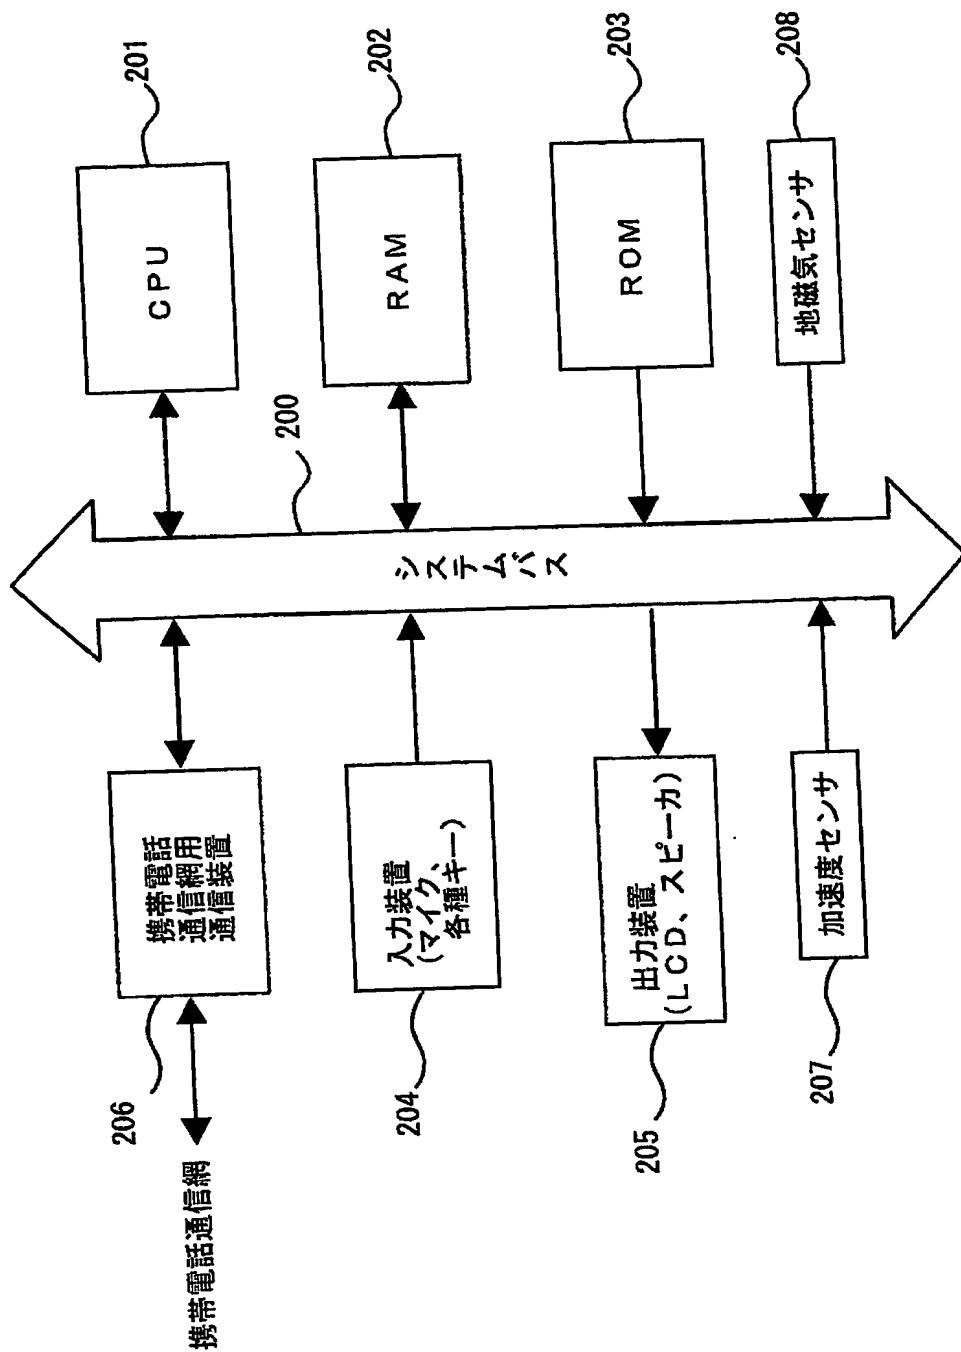 201
CPU
202
RAM
203
ROM
208
地磁気センサ
200
システムバス
携帯電話
通信網用
通信装置
206
携帯電話通信網
入力装置
(マイク、
各種キー)
204
出力装置
(LCD、スピーカ)
205
加速度センサ
207